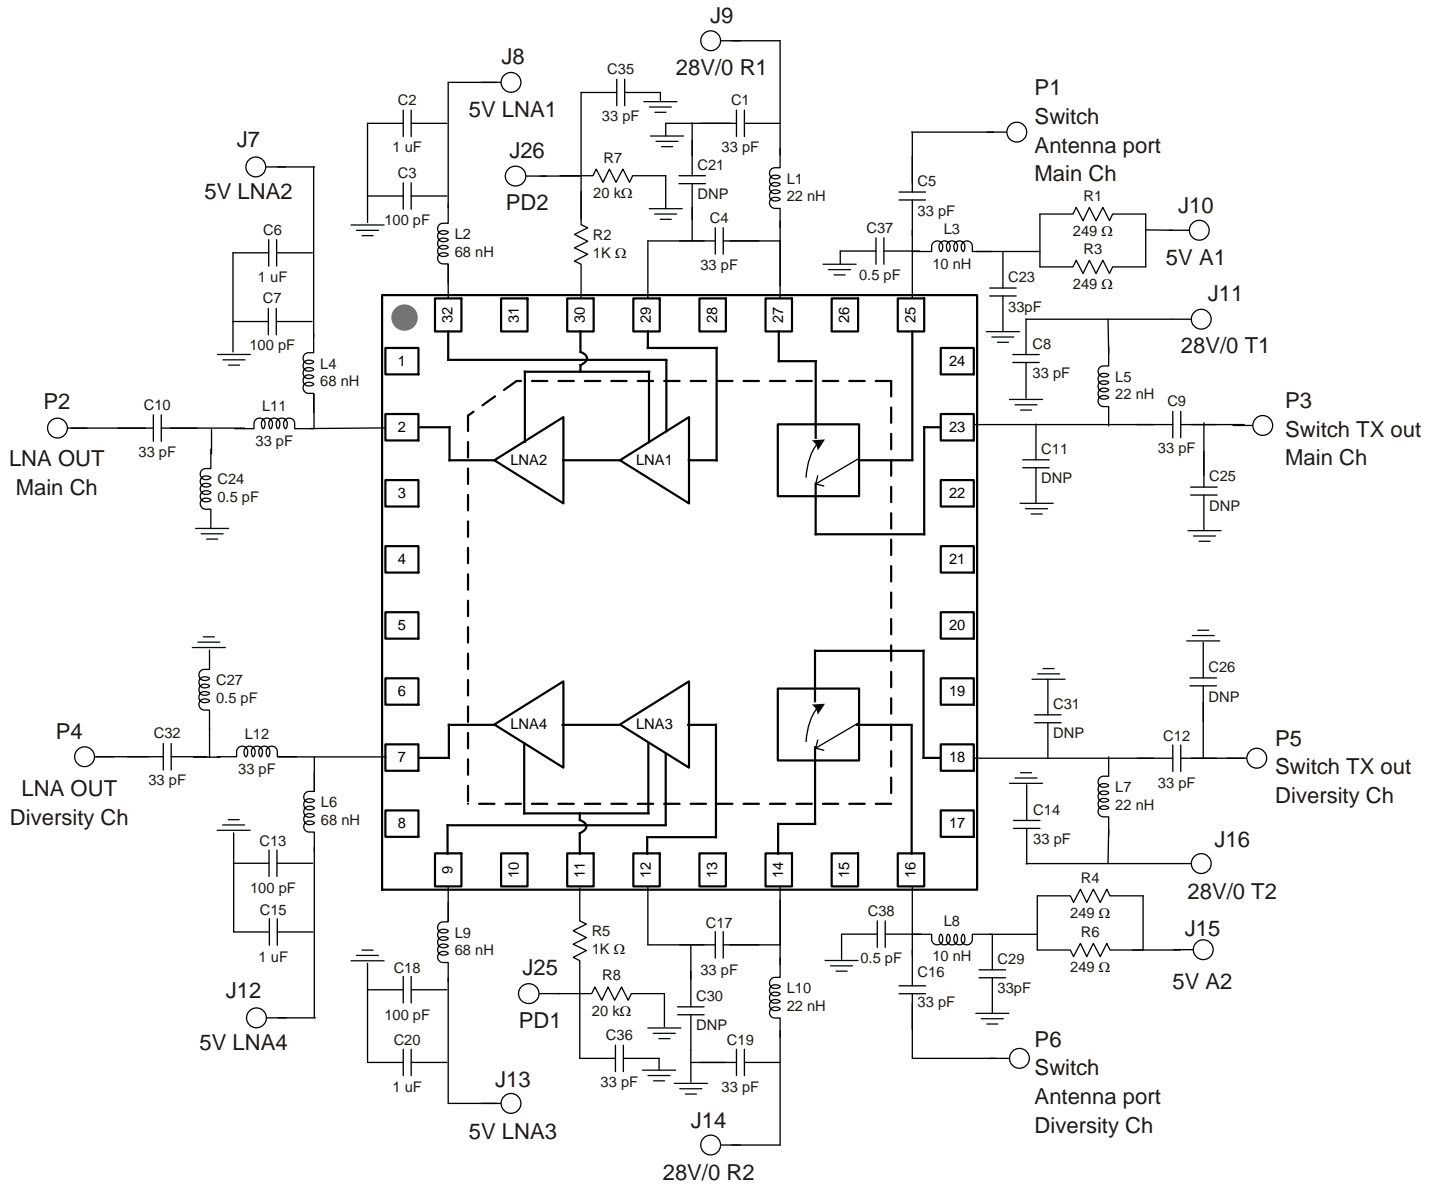 J9
28V/0 R1
J8
5V LNA1
C35
33 pF
C2
1 uF
C3
100 pF
C1
33 pF
P1
Switch
Antenna port
Main Ch
J7
5V LNA2
J26
PD2
R7
20 kΩ
C21
DNP
L1
22 nH
C5
33 pF
L2
68 nH
R2
1K Ω
C4
33 pF
C37
0.5 pF
L3
10 nH
R1
249 Ω
R3
249 Ω
J10
5V A1
C6
1 uF
C7
100 pF
C23
33pF
J11
28V/0 T1
L4
68 nH
C8
33 pF
L5
22 nH
32
31
30
29
28
27
26
25
P2
LNA OUT
Main Ch
C10
33 pF
L11
33 pF
C24
0.5 pF
C9
33 pF
P3
Switch TX out
Main Ch
C11
DNP
C25
DNP
1
2
3
4
5
6
7
8
LNA2
LNA1
24
23
22
21
20
19
18
17
LNA4
LNA3
C27
0.5 pF
P4
LNA OUT
Diversity Ch
C32
33 pF
L12
33 pF
L6
68 nH
C13
100 pF
C15
1 uF
J12
5V LNA4
C26
DNP
C31
DNP
C12
33 pF
P5
Switch TX out
Diversity Ch
L7
22 nH
C14
33 pF
J16
28V/0 T2
9
10
11
12
13
14
15
16
L9
68 nH
R5
1K Ω
C17
33 pF
C38
0.5 pF
L8
10 nH
R4
249 Ω
R6
249 Ω
J15
5V A2
C18
100 pF
C20
1 uF
J25
PD1
R8
20 kΩ
C30
DNP
L10
22 nH
C16
33 pF
C29
33pF
C36
33 pF
C19
33 pF
J13
5V LNA3
J14
28V/0 R2
P6
Switch
Antenna port
Diversity Ch